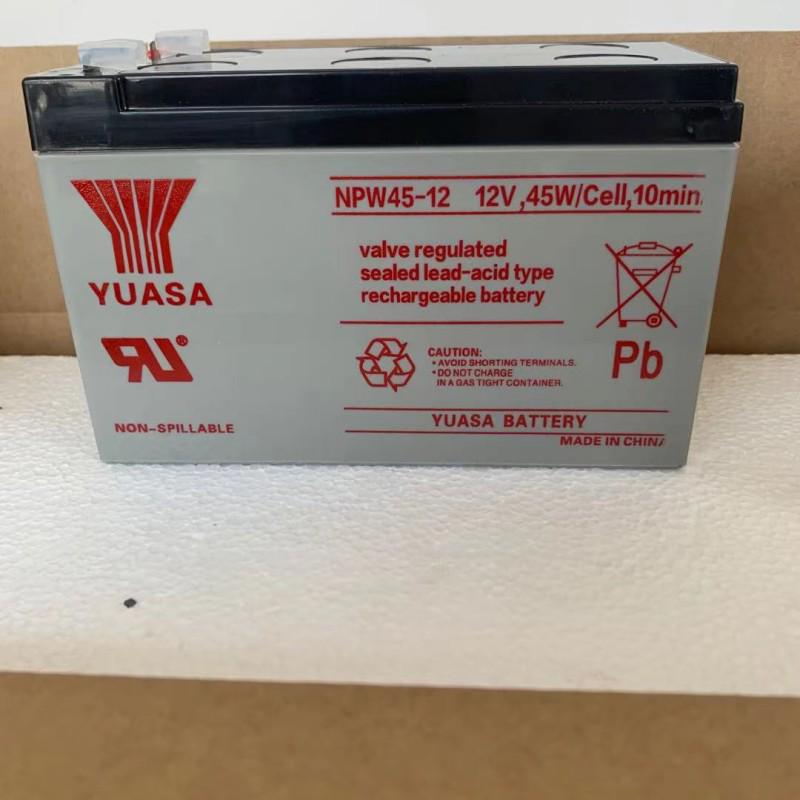 YUASA
NPW45-12 12V,45W/Cell,10min.
valve regulated
sealed lead-acid type
rechargeable battery
RU®
CAUTION:
• AVOID SHORTING TERMINALS.
• DO NOT CHARGE
IN A GAS TIGHT CONTAINER.
Pb
NON-SPILLABLE
YUASA BATTERY
MADE IN CHINA